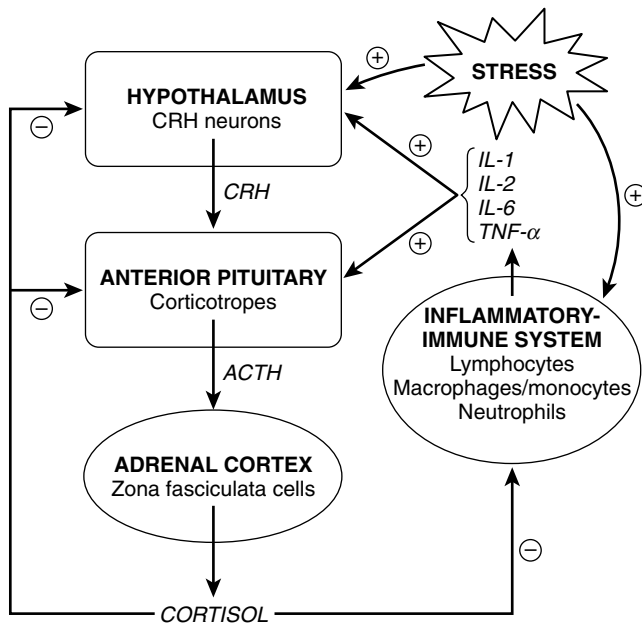 STRESS
HYPOTHALAMUS
CRH neurons
CRH
IL-1
IL-2
IL-6
TNF-α
ANTERIOR PITUITARY
Corticotropes
ACTH
INFLAMMATORY-
IMMUNE SYSTEM
Lymphocytes
Macrophages/monocytes
Neutrophils
ADRENAL CORTEX
Zona fasciculata cells
CORTISOL
+
+
+
+
−
−
−